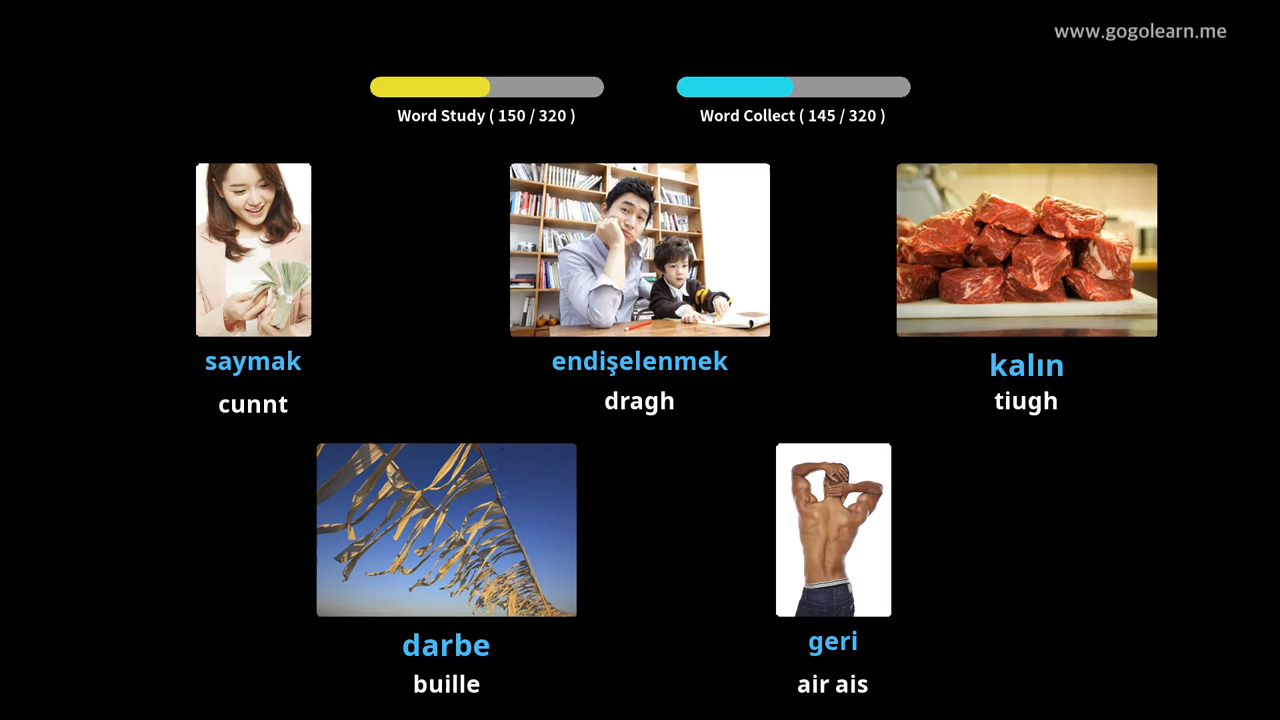 www.gogolearn.me
Word Study ( 150 / 320 )
Word Collect ( 145 / 320 )
saymak
cunnt
endişelenmek
dragh
kalın
tiugh
darbe
buille
geri
air ais